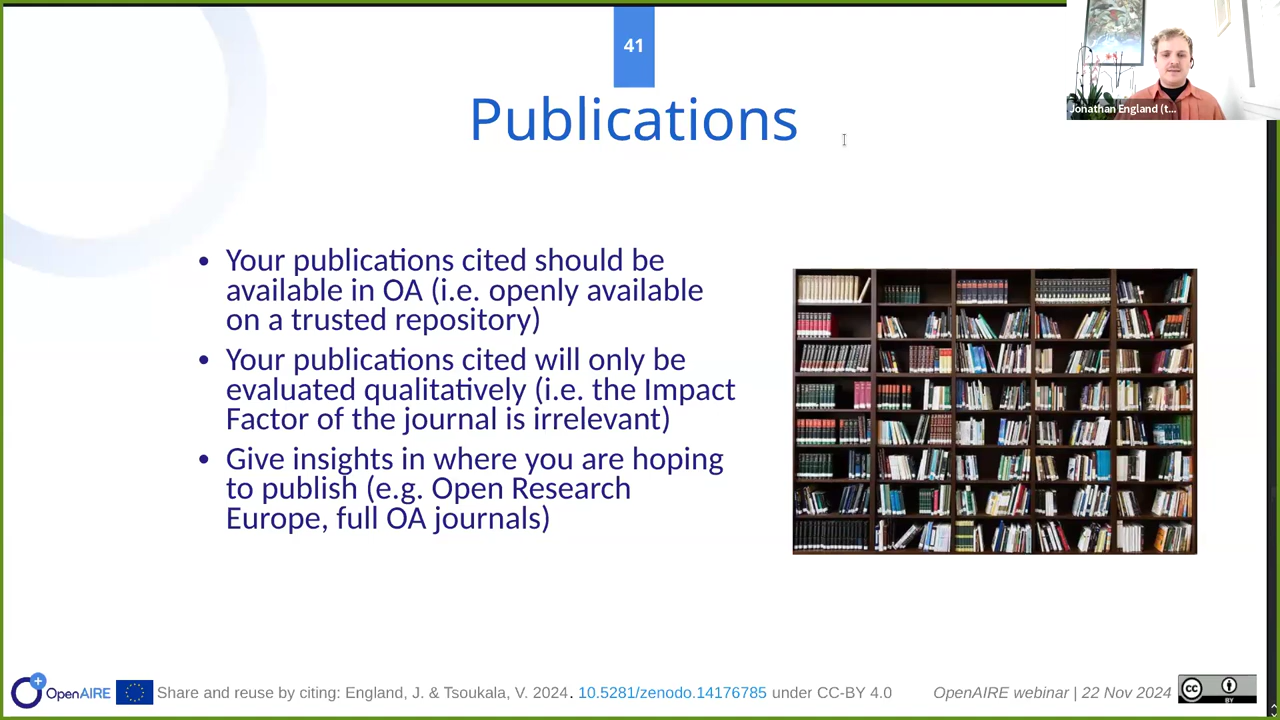 41
Jonathan England (t...
Publications
• Your publications cited should be
available in OA (i.e. openly available
on a trusted repository)
• Your publications cited will only be
evaluated qualitatively (i.e. the Impact
Factor of the journal is irrelevant)
• Give insights in where you are hoping
to publish (e.g. Open Research
Europe, full OA journals)
OpenAIRE Share and reuse by citing: England, J. & Tsoukala, V. 2024. 10.5281/zenodo.14176785 under CC-BY 4.0 OpenAIRE webinar | 22 Nov 2024 cc BY